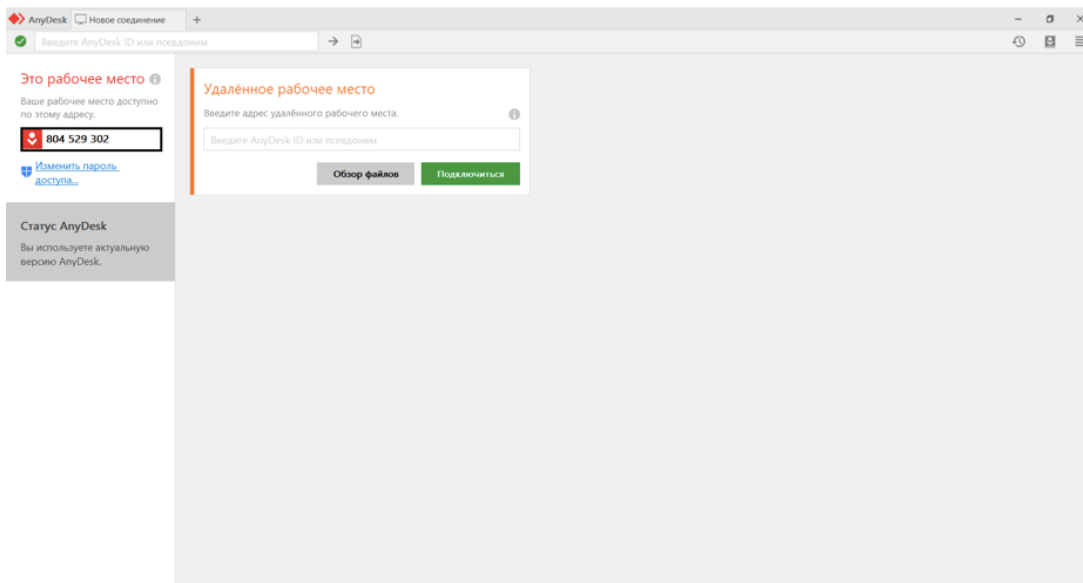 AnyDesk
Новое соединение
+
Введите AnyDesk ID или псевдоним
Это рабочее место
Ваше рабочее место доступно
по этому адресу.
804 529 302
Изменить пароль
доступа...
Статус AnyDesk
Вы используете актуальную
версию AnyDesk.
Удалённое рабочее место
Введите адрес удалённого рабочего места.
Введите AnyDesk ID или псевдоним
Обзор файлов
Подключиться